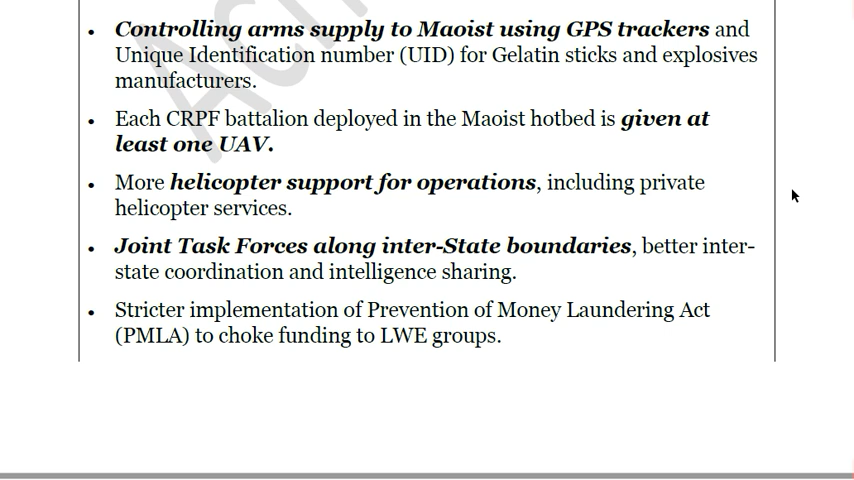 • Controlling arms supply to Maoist using GPS trackers and
Unique Identification number (UID) for Gelatin sticks and explosives
manufacturers.
• Each CRPF battalion deployed in the Maoist hotbed is given at
least one UAV.
• More helicopter support for operations, including private
helicopter services.
• Joint Task Forces along inter-State boundaries, better inter-
state coordination and intelligence sharing.
• Stricter implementation of Prevention of Money Laundering Act
(PMLA) to choke funding to LWE groups.